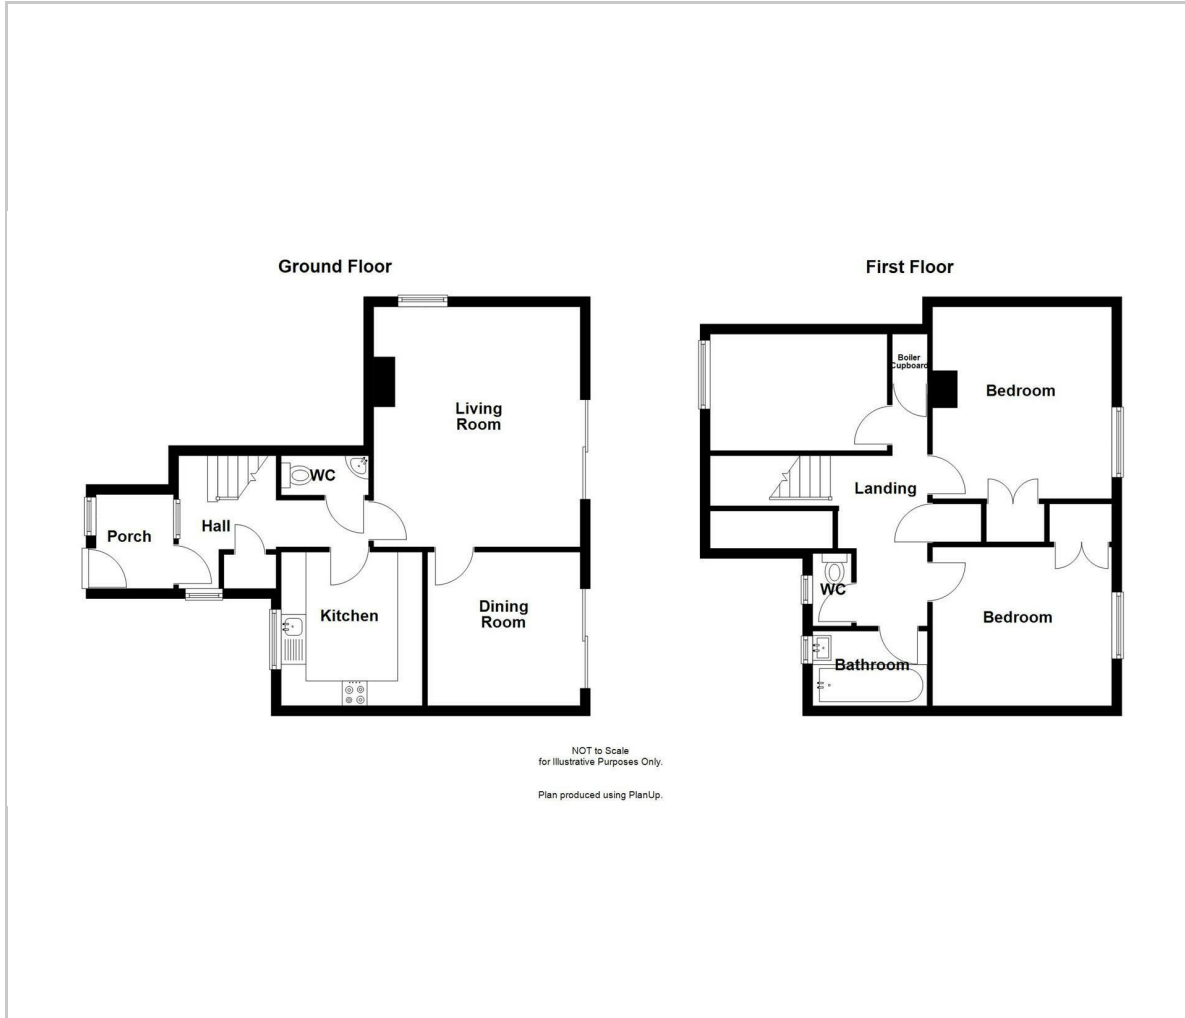 Ground Floor
Living
Room
WC
Hall
Porch
Kitchen
Dining
Room
First Floor
Boiler
Cupboard
Bedroom
Landing
WC
Bedroom
Bathroom
NOT to Scale
for Illustrative Purposes Only.
Plan produced using PlanUp.